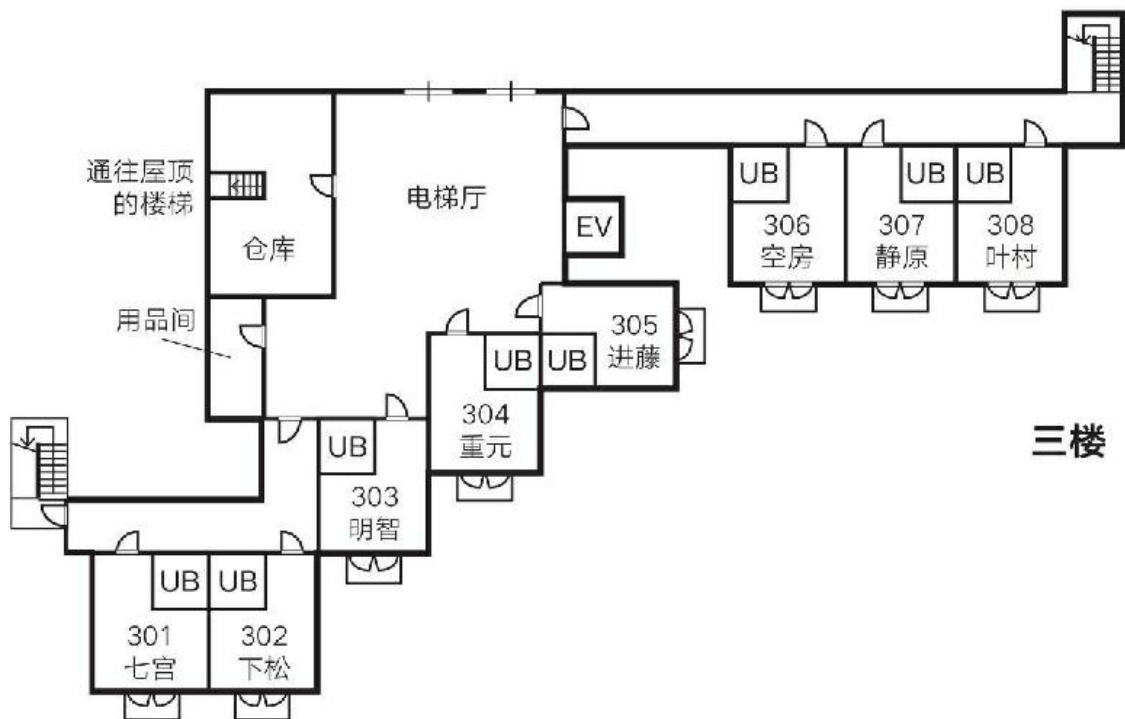 通往屋顶
的楼梯
仓库
电梯厅
EV
用品间
UB
306
空房
UB
307
静原
UB
308
叶村
305
进藤
UB
UB
304
重元
UB
303
明智
三楼
UB
301
七宫
UB
302
下松